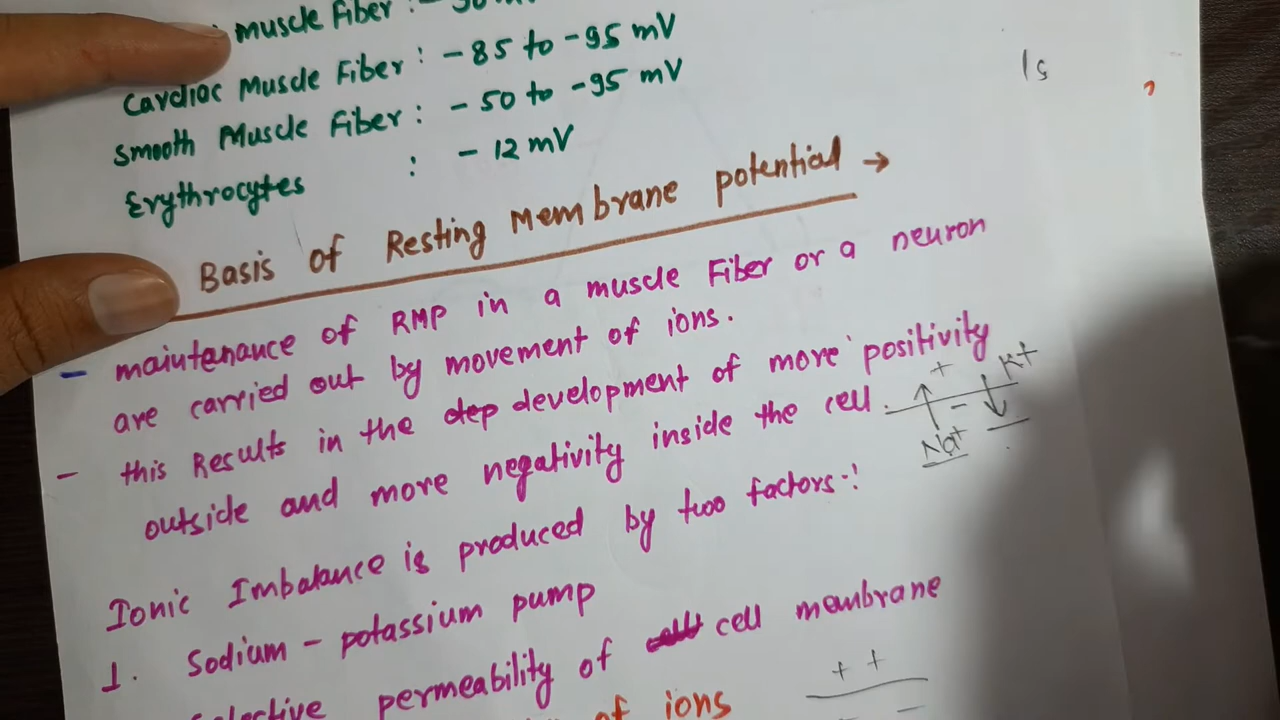 muscle Fiber :-
Cardiac Muscle Fiber : - 85 to -95 mV
Smooth Muscle Fiber : - 50 to -95 mV
Erythrocytes : - 12 mV
Is
Basis of Resting Membrane potential →
- maintenance of RMP in a muscle Fiber or a neuron
are carried out by movement of ions.
- this Results in the dep development of more positivity
outside and more negativity inside the cell.
+ K+
-
Na+
Ionic Imbalance is produced by two factors:-
1. Sodium - potassium pump
Selective permeability of cell cell membrane
+ +
- -
of ions